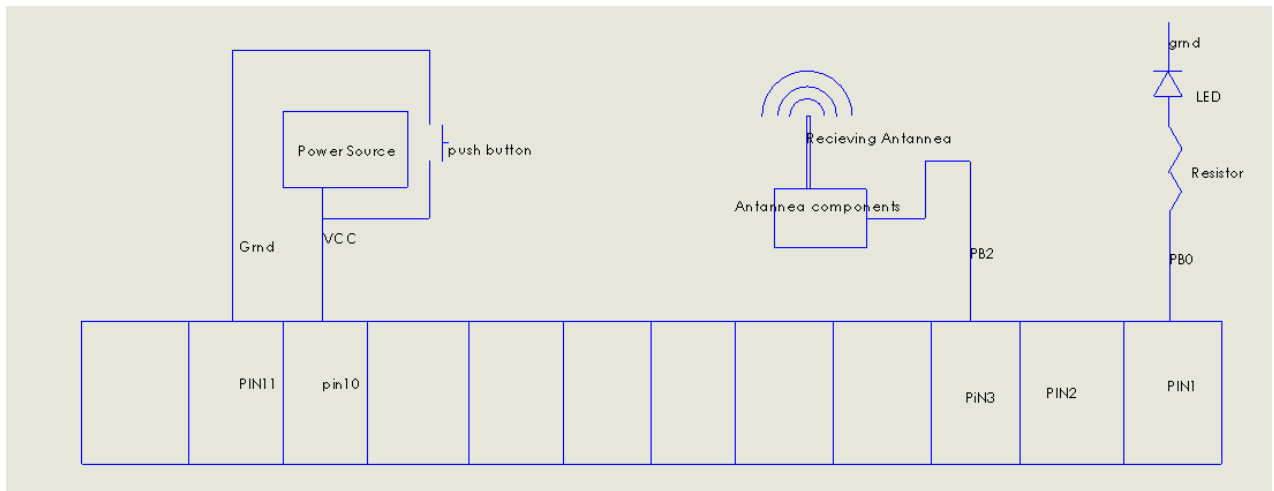 grnd
LED
Power Source
push button
Recieving Antannea
Resistor
Antannea components
Grnd
VCC
PB2
PB0
PIN11
pin10
PiN3
PIN2
PIN1